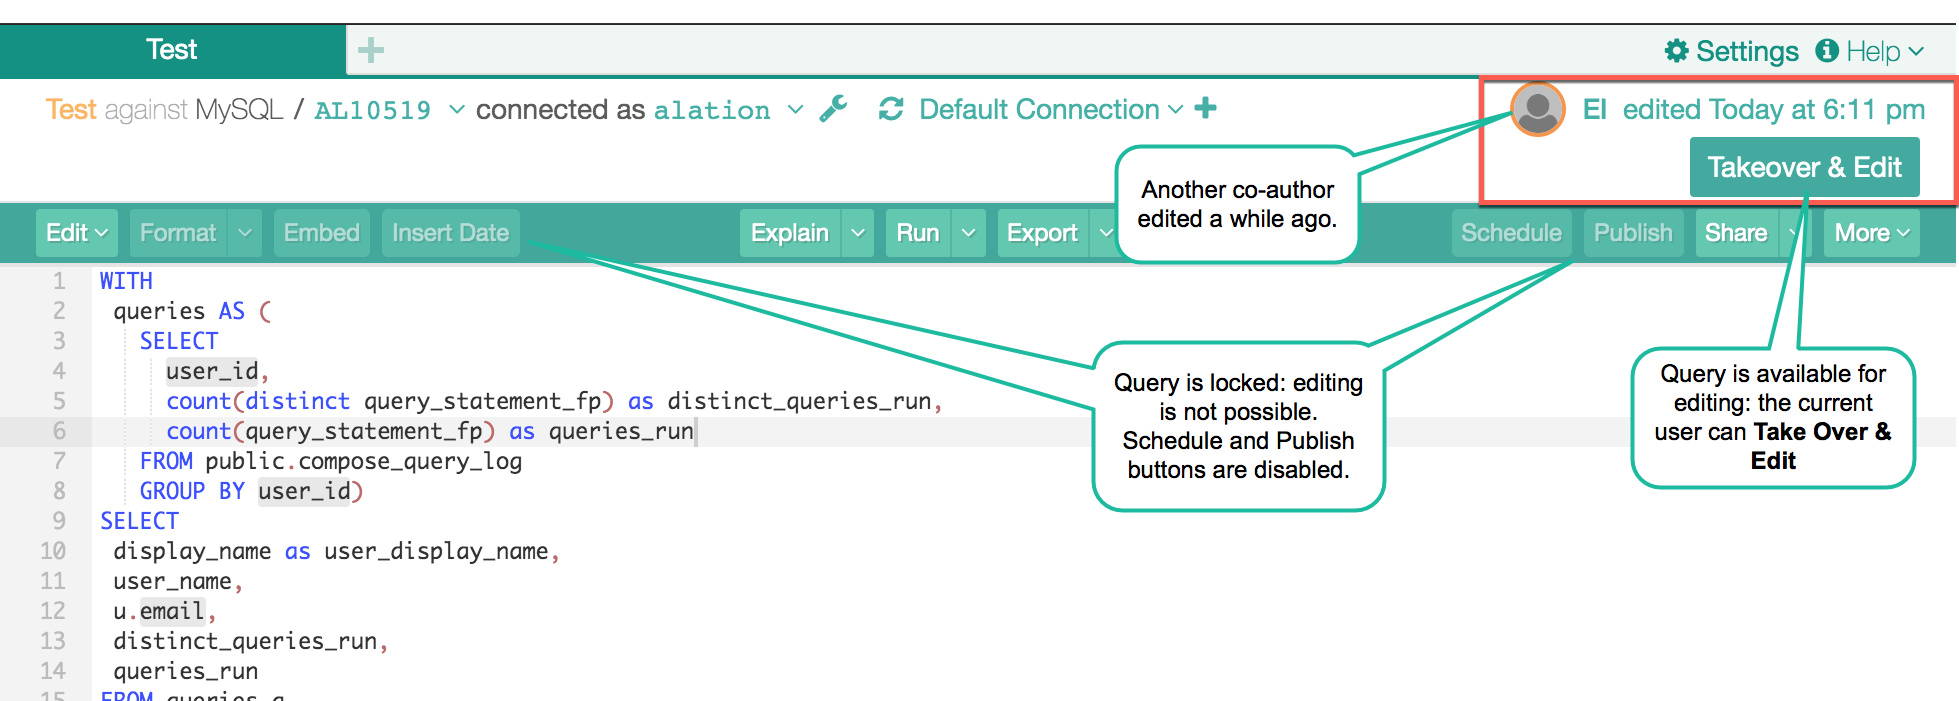 Test
Settings Help
Test against MySQL / AL10519 connected as alation Default Connection
EI edited Today at 6:11 pm
Takeover & Edit
Another co-author
edited a while ago.
Edit Format Embed Insert Date Explain Run Export Schedule Publish Share More
1 WITH
2 queries AS (
3 SELECT
4 user_id,
5 count(distinct query_statement_fp) as distinct_queries_run,
6 count(query_statement_fp) as queries_run
7 FROM public.compose_query_log
8 GROUP BY user_id)
9 SELECT
10 display_name as user_display_name,
11 user_name,
12 u.email,
13 distinct_queries_run,
14 queries_run
15 FROM queries
Query is locked: editing
is not possible.
Schedule and Publish
buttons are disabled.
Query is available for
editing: the current
user can Take Over &
Edit